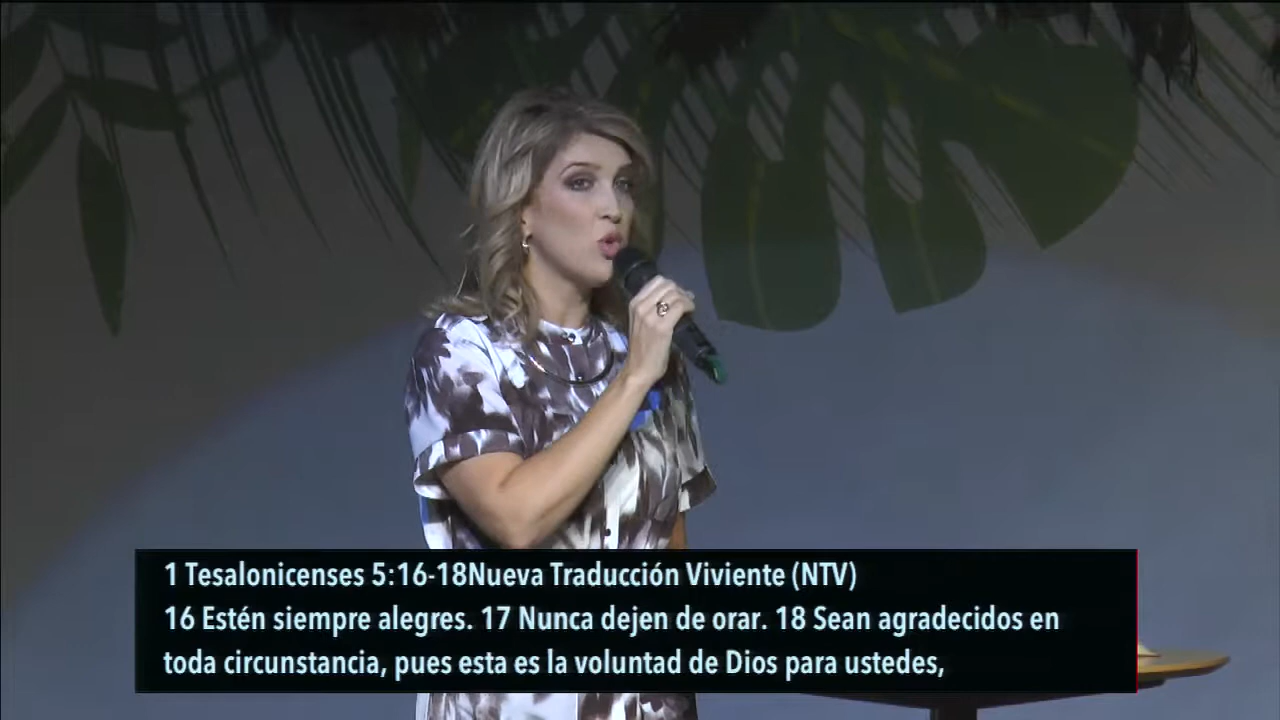 1 Tesalonicenses 5:16-18Nueva Traducción Viviente (NTV)
16 Estén siempre alegres. 17 Nunca dejen de orar. 18 Sean agradecidos en
toda circunstancia, pues esta es la voluntad de Dios para ustedes,